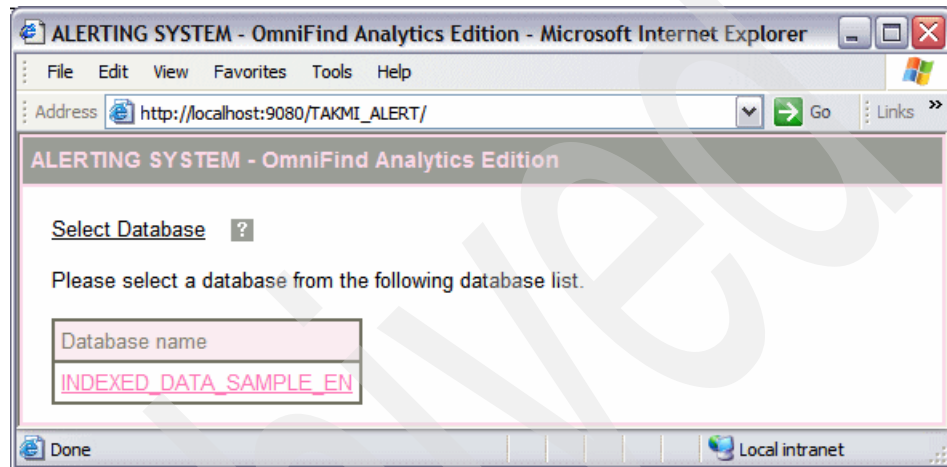 ALERTING SYSTEM - OmniFind Analytics Edition - Microsoft Internet Explorer
File Edit View Favorites Tools Help
Address http://localhost:9080/TAKMI_ALERT/ Go Links »
ALERTING SYSTEM - OmniFind Analytics Edition
Select Database ?
Please select a database from the following database list.
Database name
INDEXED_DATA_SAMPLE_EN
Done Local intranet